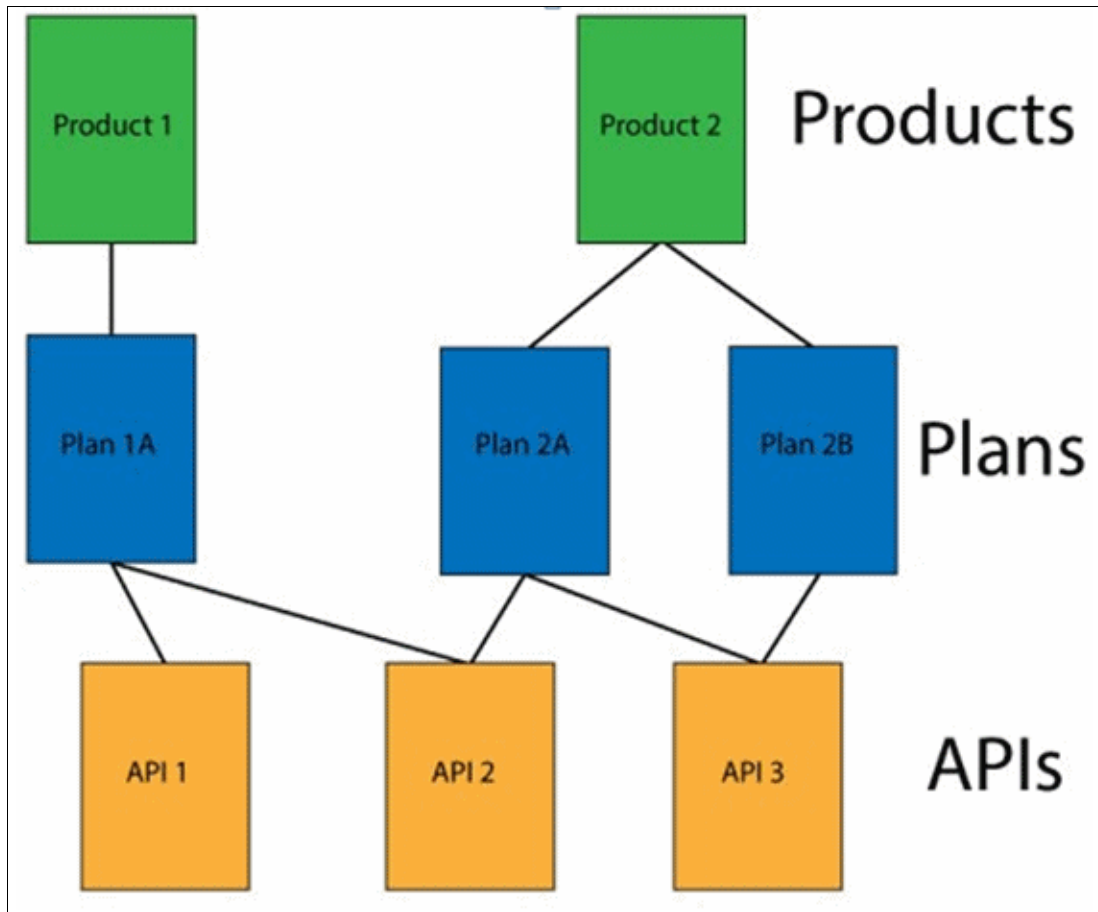 Product 1
Product 2
Products
Plan 1A
Plan 2A
Plan 2B
Plans
API 1
API 2
API 3
APIs